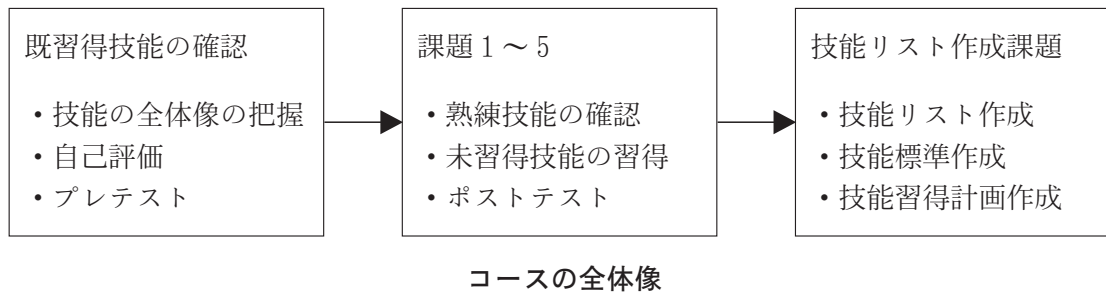 既習得技能の確認
・技能の全体像の把握
・自己評価
・プレテスト
課題１～５
・熟練技能の確認
・未習得技能の習得
・ポストテスト
技能リスト作成課題
・技能リスト作成
・技能標準作成
・技能習得計画作成
コースの全体像